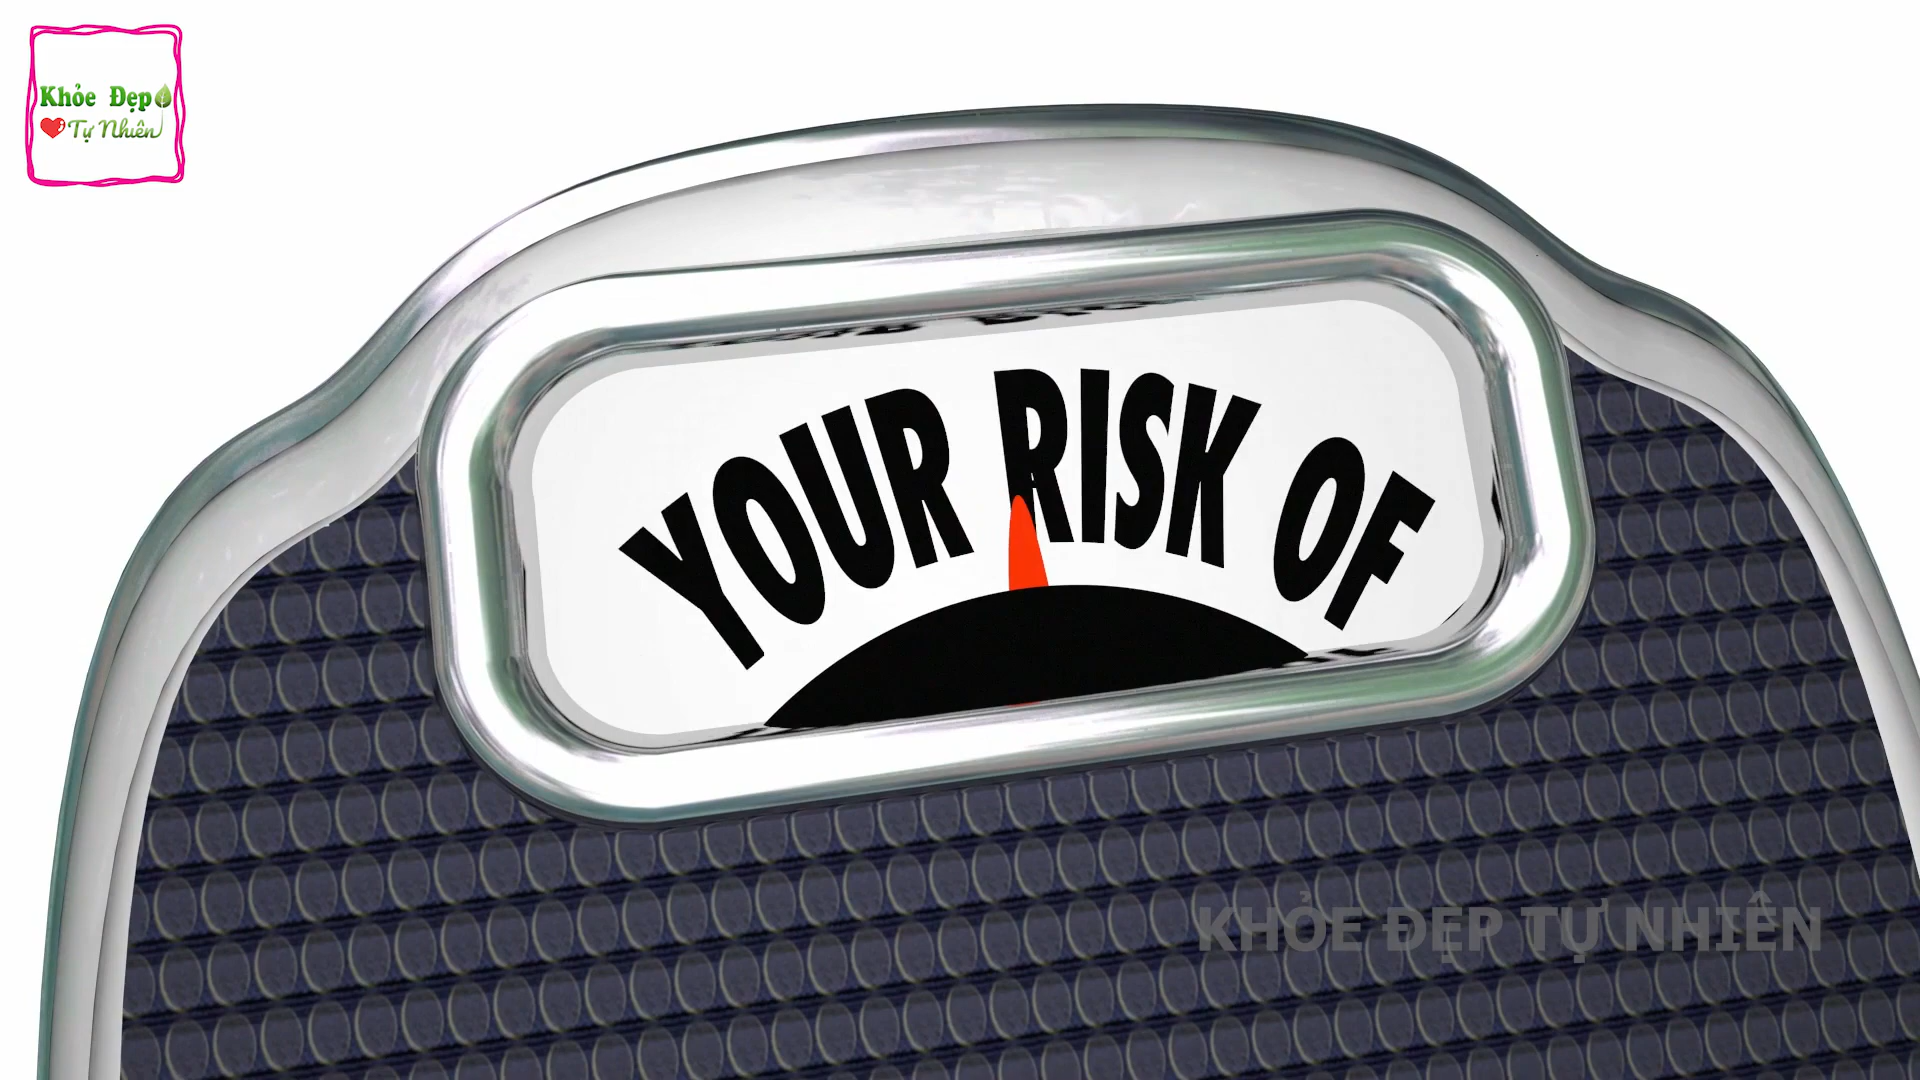 Khỏe Đẹp
Tự Nhiên
YOUR RISK OF
KHỎE ĐẸP TỰ NHIÊN